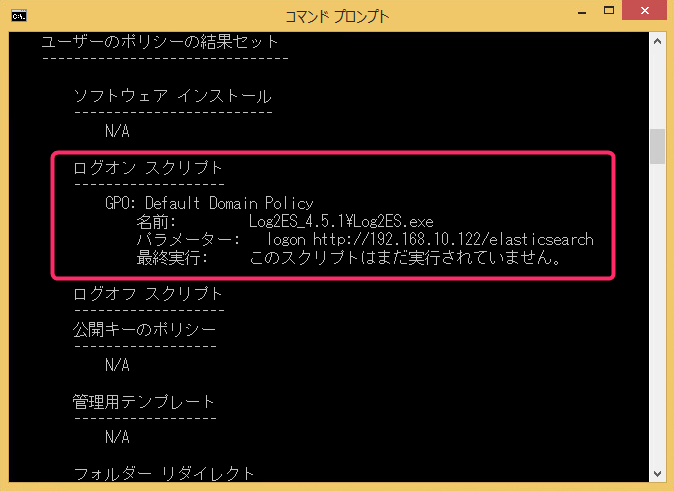 コマンド プロンプト
ユーザーのポリシーの結果セット
-------------------------------
ソフトウェア インストール
-------------------------
N/A
ログオン スクリプト
-------------------
GPO: Default Domain Policy
名前: Log2ES_4.5.1¥Log2ES.exe
パラメーター: logon http://192.168.10.122/elasticsearch
最終実行: このスクリプトはまだ実行されていません。
ログオフ スクリプト
-------------------
公開キーのポリシー
------------------
N/A
管理用テンプレート
------------------
N/A
フォルダー リダイレクト